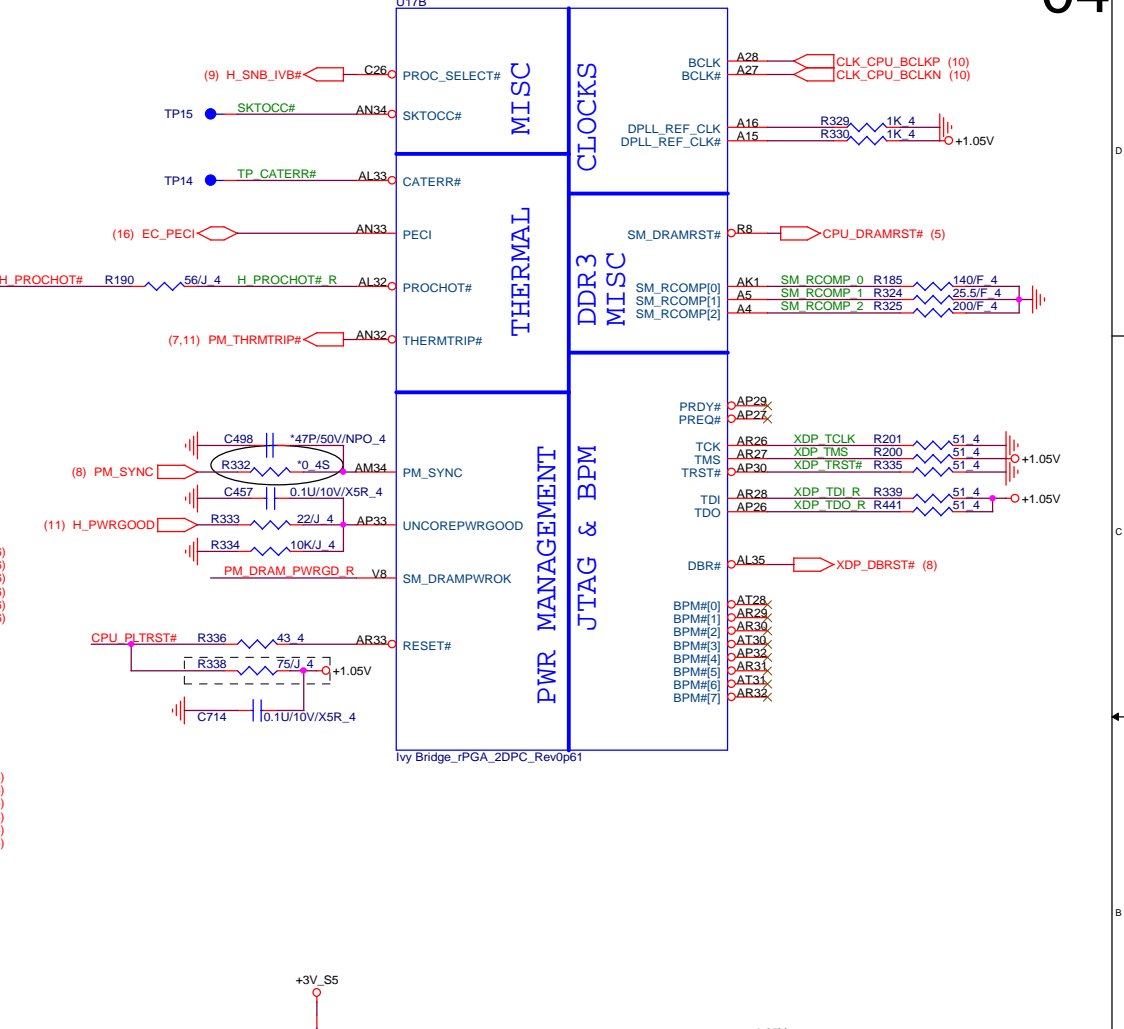 U17B
04
(9) H_SNB_IVB# C26 PROC_SELECT#
TP15 SKTOCC# AN34 SKTOCC#
MISC
TP14 TP_CATERR# AL33 CATERR#
(16) EC_PECI AN33 PECI
H_PROCHOT# R190 56/J_4 H_PROCHOT#_R AL32 PROCHOT#
(7,11) PM_THRMTRIP# AN32 THERMTRIP#
THERMAL
C498 *47P/50V/NPO_4
(8) PM_SYNC R332 *0_4S AM34 PM_SYNC
C457 0.1U/10V/X5R_4
(11) H_PWRGOOD R333 22/J_4 AP33 UNCOREPWRGOOD
R334 10K/J_4
PM_DRAM_PWRGD_R V8 SM_DRAMPWROK
CPU_PLTRST# R336 43_4 AR33 RESET#
R338 75/J_4 +1.05V
C714 0.1U/10V/X5R_4
PWR MANAGEMENT
CLOCKS
BCLK A28 CLK_CPU_BCLKP (10)
BCLK# A27 CLK_CPU_BCLKN (10)
DPLL_REF_CLK A16 R329 1K_4
DPLL_REF_CLK# A15 R330 1K_4 +1.05V
DDR3
MISC
SM_DRAMRST# R8 CPU_DRAMRST# (5)
SM_RCOMP[0] AK1 SM_RCOMP_0 R185 140/F_4
SM_RCOMP[1] A5 SM_RCOMP_1 R324 25.5/F_4
SM_RCOMP[2] A4 SM_RCOMP_2 R325 200/F_4
JTAG & BPM
PRDY# AP29
PREQ# AP27
TCK AR26 XDP_TCLK R201 51_4
TMS AR27 XDP_TMS R200 51_4 +1.05V
TRST# AP30 XDP_TRST# R335 51_4
TDI AR28 XDP_TDI_R R339 51_4 +1.05V
TDO AP26 XDP_TDO_R R441 51_4
DBR# AL35 XDP_DBRST# (8)
BPM#[0] AT28
BPM#[1] AR29
BPM#[2] AR30
BPM#[3] AT30
BPM#[4] AP32
BPM#[5] AR31
BPM#[6] AT31
BPM#[7] AR32
Ivy Bridge_rPGA_2DPC_Rev0p61
D
C
B
+3V_S5